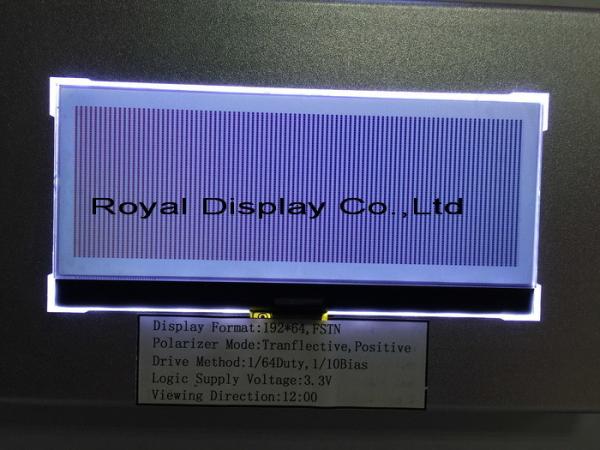 Royal Display Co.,Ltd
Display Format:192*64,FSTN
Polarizer Mode:Tranflective,Positive
Drive Method:1/64Duty,1/10Bias
Logic Supply Voltage:3.3V
Viewing Direction:12:00